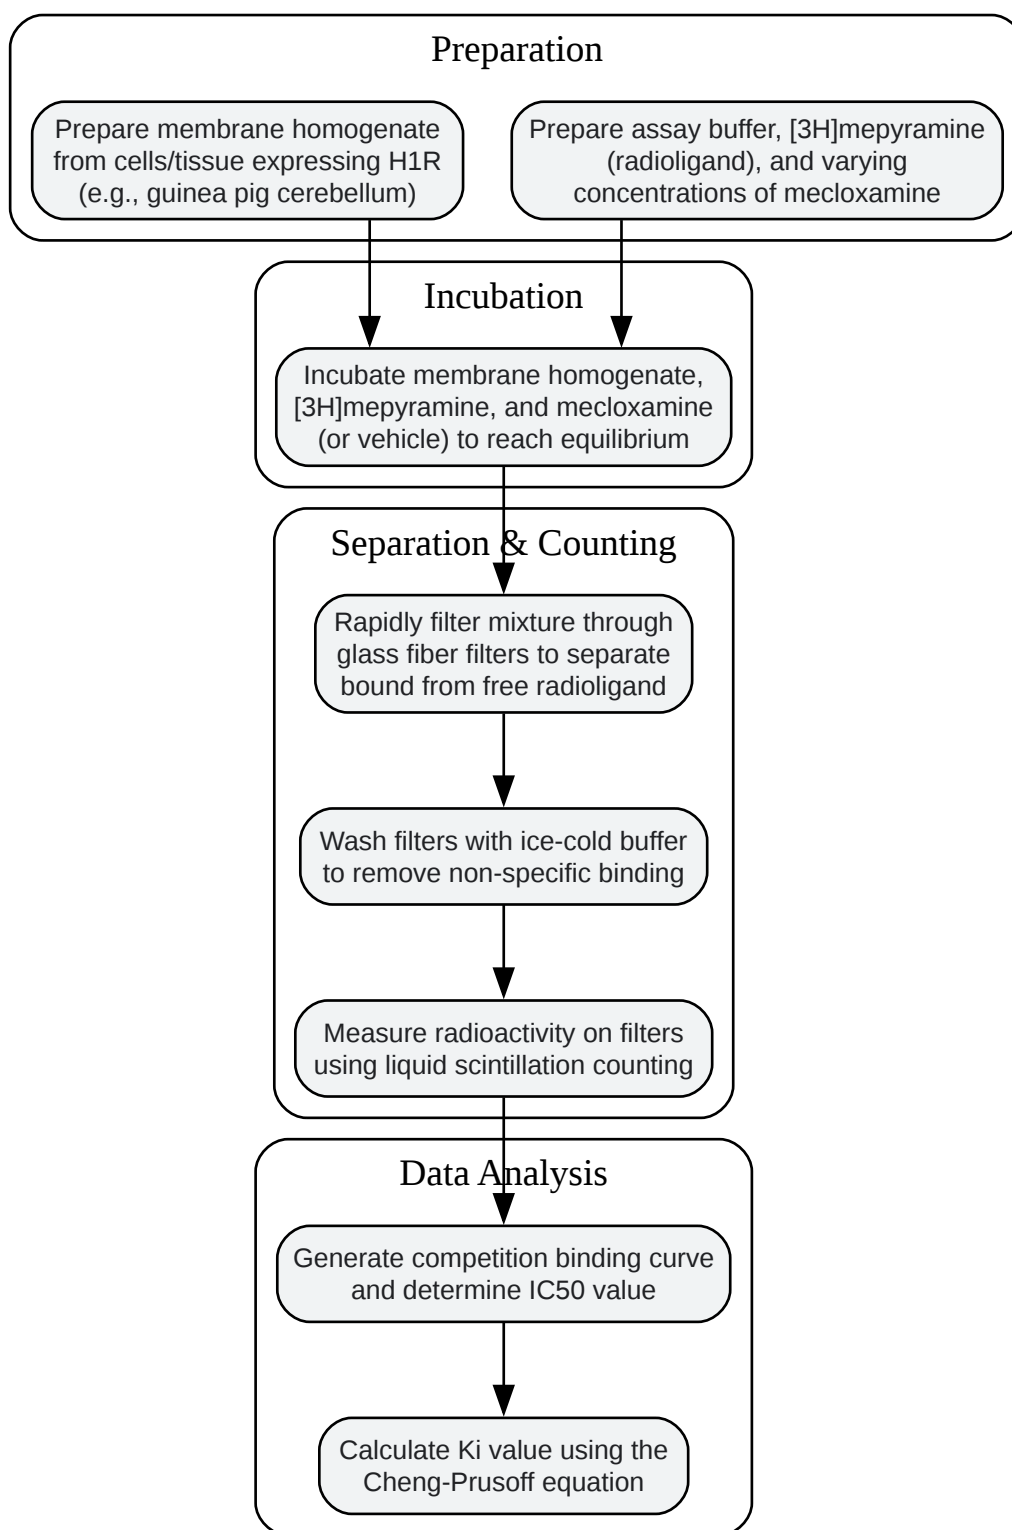 Preparation
Prepare membrane homogenate
from cells/tissue expressing H1R
(e.g., guinea pig cerebellum)
Prepare assay buffer, [3H]mepyramine
(radioligand), and varying
concentrations of mecloxamine
Incubation
Incubate membrane homogenate,
[3H]mepyramine, and mecloxamine
(or vehicle) to reach equilibrium
Separation & Counting
Rapidly filter mixture through
glass fiber filters to separate
bound from free radioligand
Wash filters with ice-cold buffer
to remove non-specific binding
Measure radioactivity on filters
using liquid scintillation counting
Data Analysis
Generate competition binding curve
and determine IC50 value
Calculate Ki value using the
Cheng-Prusoff equation